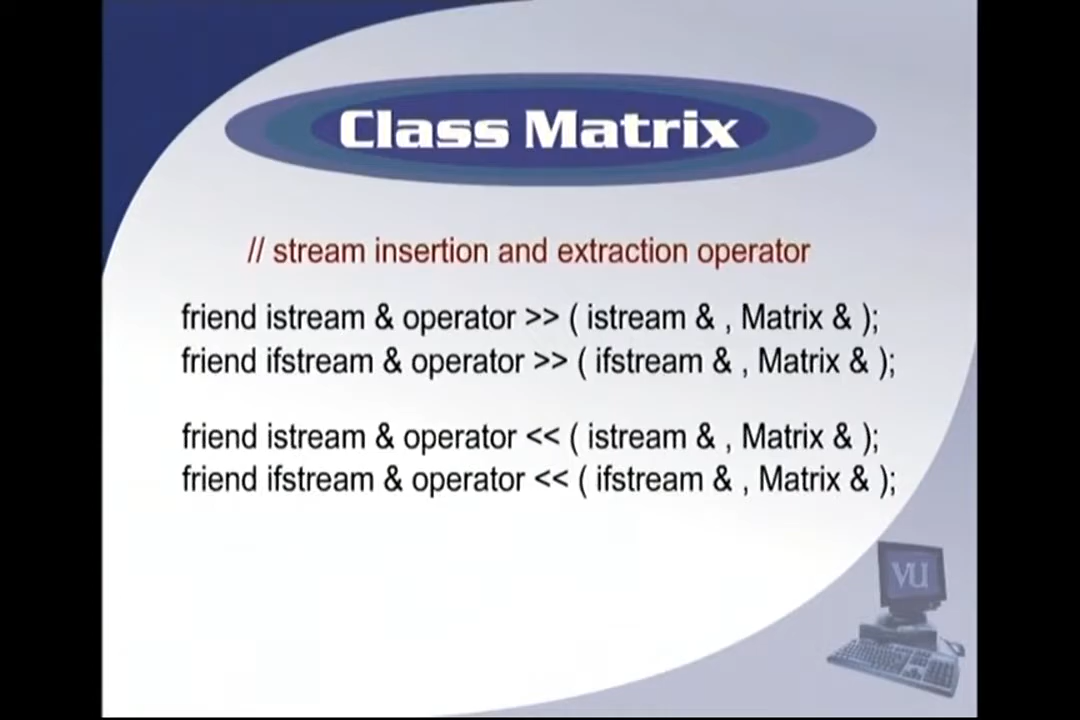 Class Matrix
// stream insertion and extraction operator
friend istream & operator >> ( istream & , Matrix & );
friend ifstream & operator >> ( ifstream & , Matrix & );
friend istream & operator << ( istream & , Matrix & );
friend ifstream & operator << ( ifstream & , Matrix & );
VU